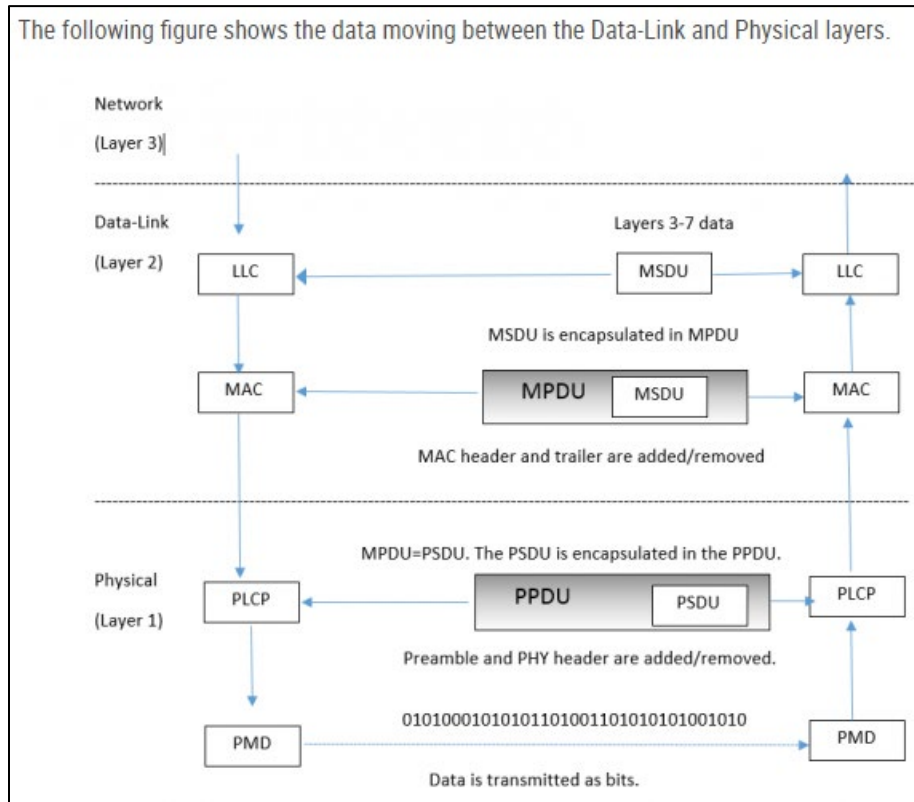 The following figure shows the data moving between the Data-Link and Physical layers.
Network
(Layer 3)
Data-Link
(Layer 2)
Layers 3-7 data
LLC
MSDU
LLC
MSDU is encapsulated in MPDU
MAC
MPDU
MSDU
MAC
MAC header and trailer are added/removed
MPDU=PSDU. The PSDU is encapsulated in the PPDU.
Physical
(Layer 1)
PLCP
PPDU
PSDU
PLCP
Preamble and PHY header are added/removed.
01010001010101101001101010101001010
PMD
PMD
Data is transmitted as bits.